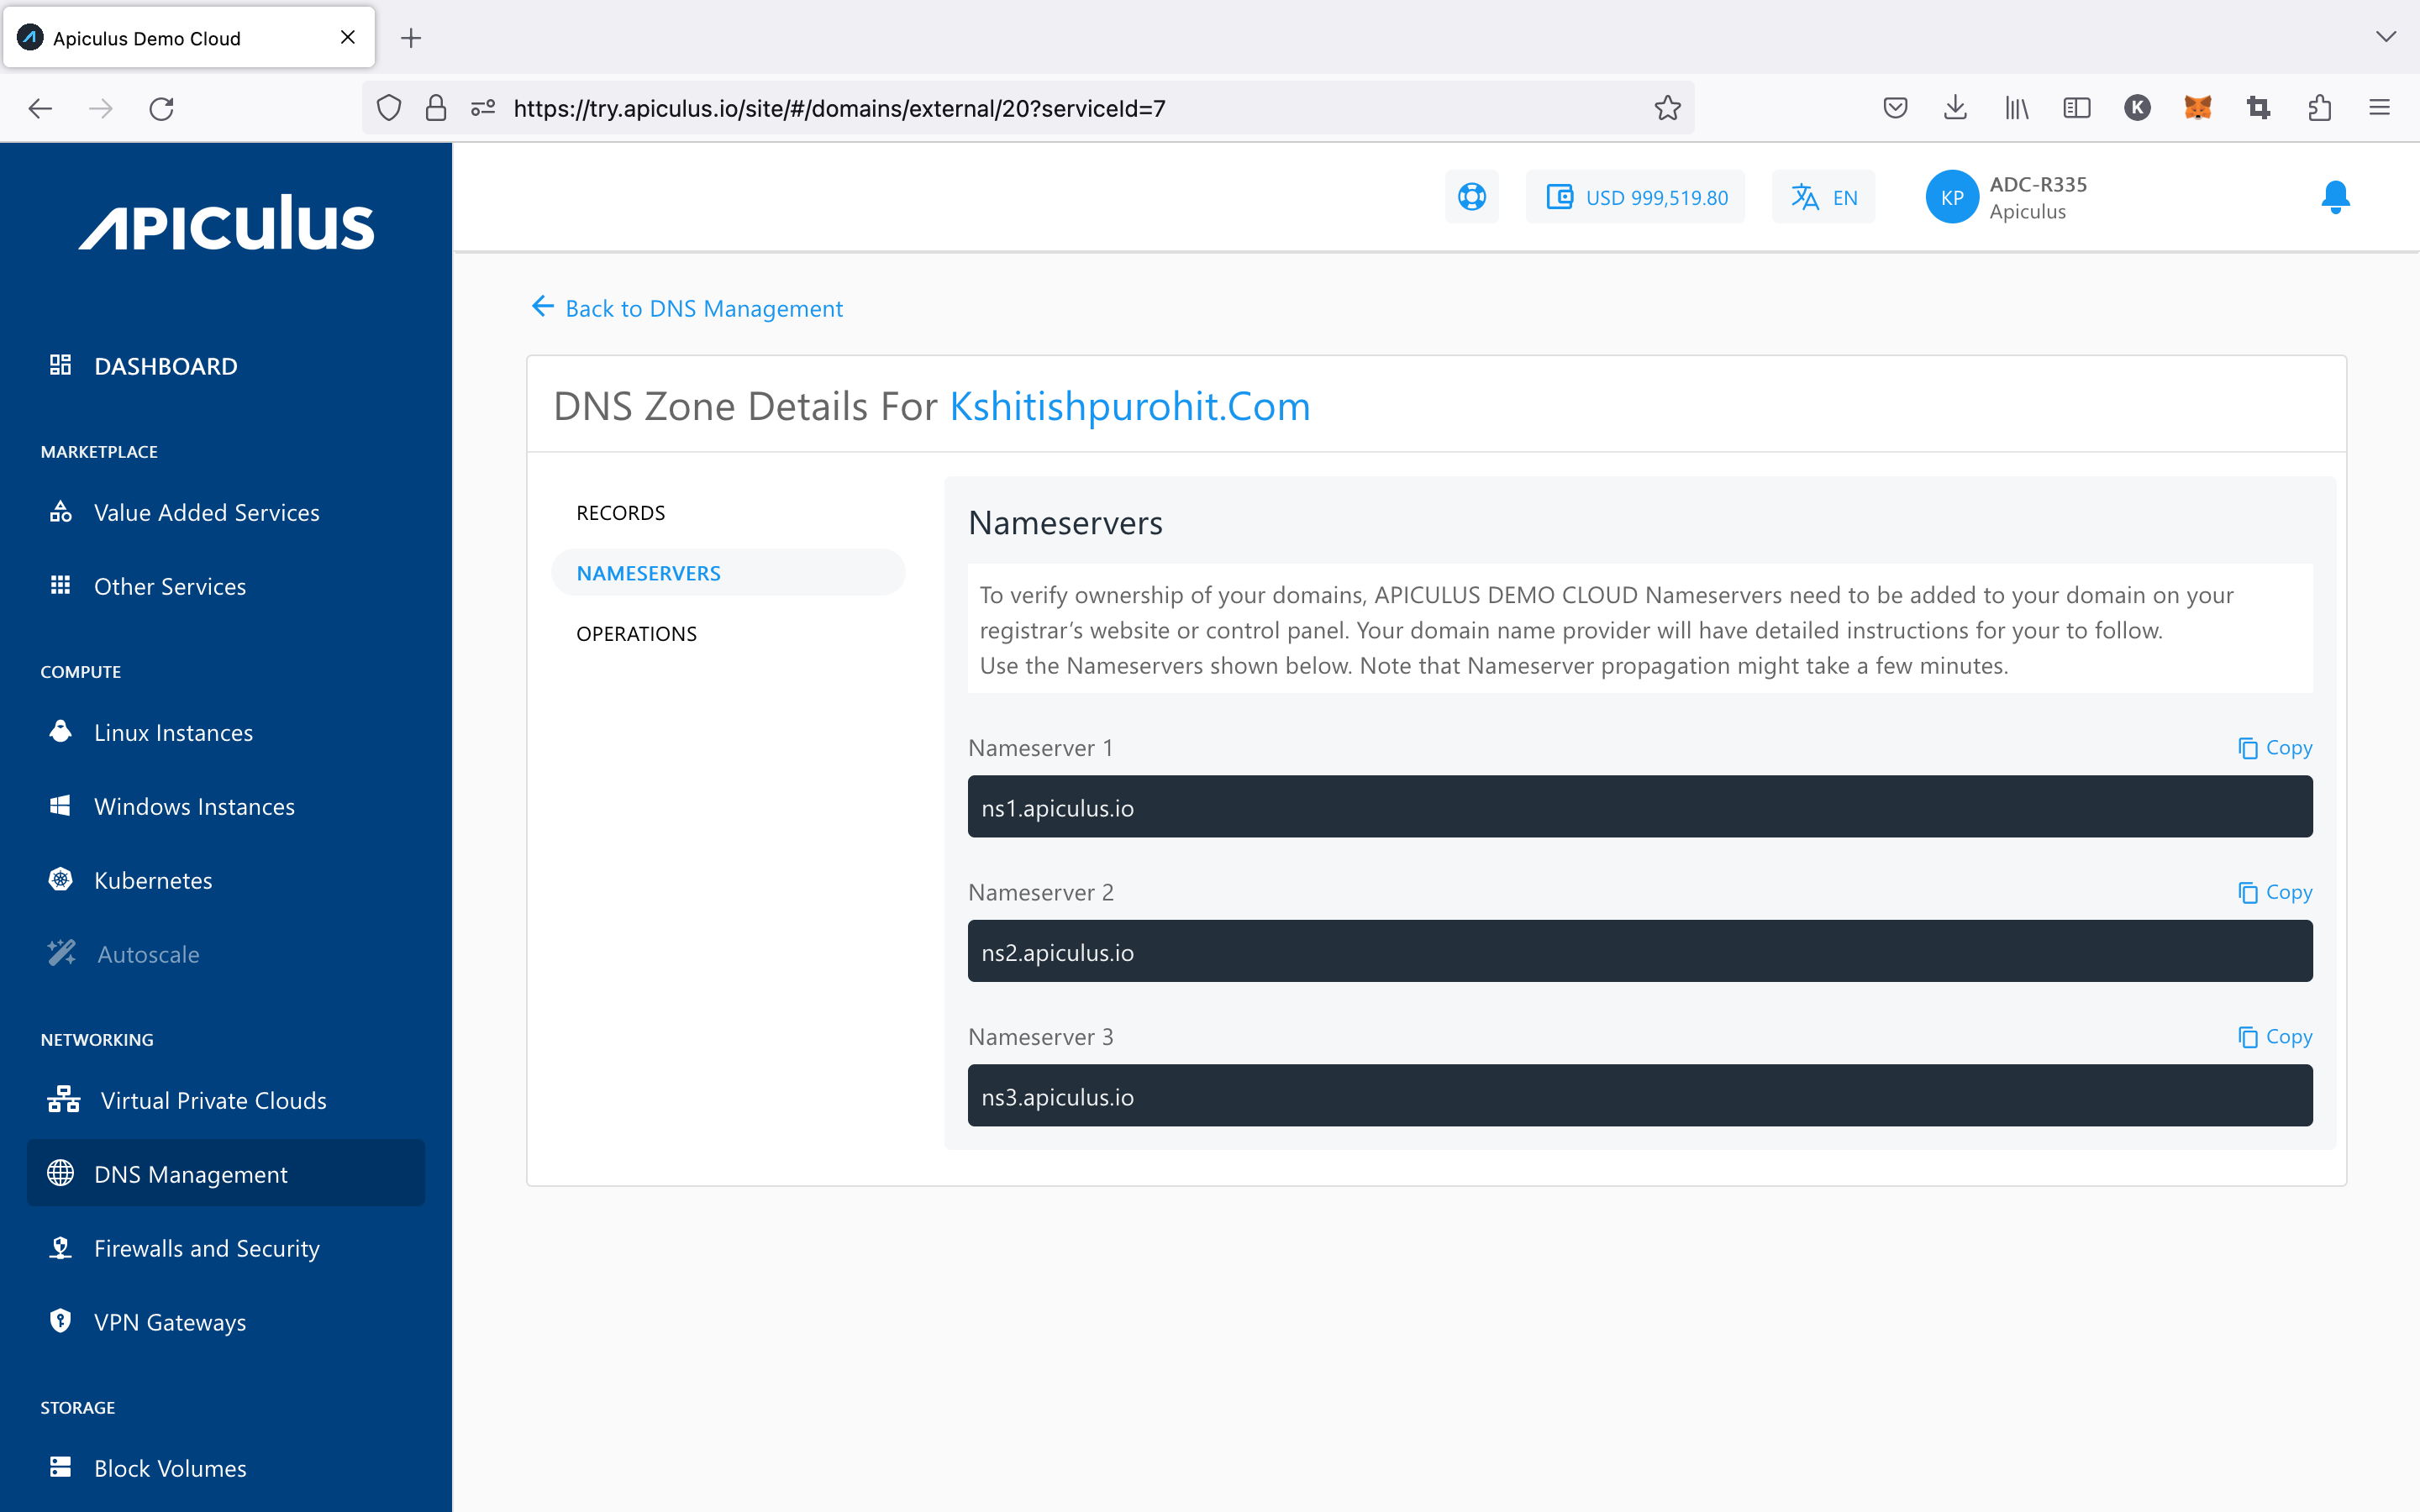 Apiculus Demo Cloud
https://try.apiculus.io/site/#/domains/external/20?serviceId=7
K
APICULUS
USD 999,519.80
EN
KP
ADC-R335
Apiculus
DASHBOARD
MARKETPLACE
Value Added Services
Other Services
COMPUTE
Linux Instances
Windows Instances
Kubernetes
Autoscale
NETWORKING
Virtual Private Clouds
DNS Management
Firewalls and Security
VPN Gateways
STORAGE
Block Volumes
Back to DNS Management
DNS Zone Details For Kshitishpurohit.Com
RECORDS
NAMESERVERS
OPERATIONS
Nameservers
To verify ownership of your domains, APICULUS DEMO CLOUD Nameservers need to be added to your domain on your
registrar’s website or control panel. Your domain name provider will have detailed instructions for your to follow.
Use the Nameservers shown below. Note that Nameserver propagation might take a few minutes.
Nameserver 1
Copy
ns1.apiculus.io
Nameserver 2
Copy
ns2.apiculus.io
Nameserver 3
Copy
ns3.apiculus.io